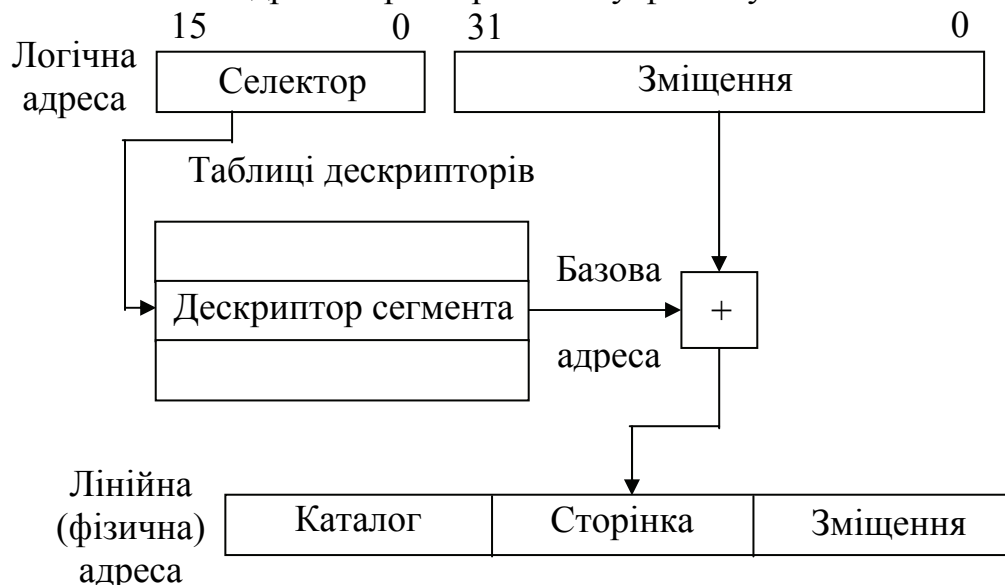 15 0 31 0
Логічна
адреса
Селектор
Зміщення
Таблиці дескрипторів
Базова
Дескриптор сегмента
+
адреса
Лінійна
(фізична)
адреса
Каталог
Сторінка
Зміщення